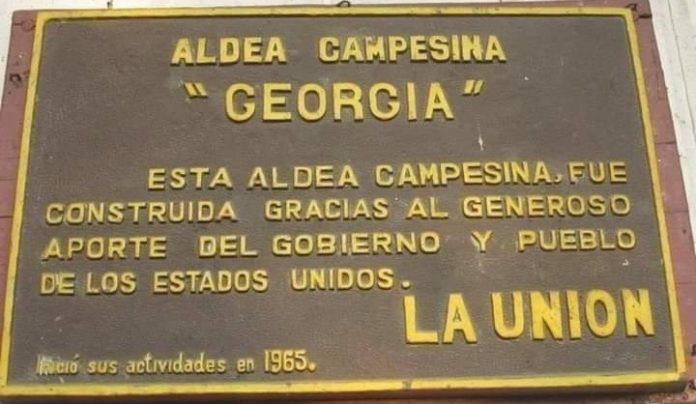 ALDEA CAMPESINA
"GEORGIA"
ESTA ALDEA CAMPESINA, FUE
CONSTRUIDA GRACIAS AL GENEROSO
APORTE DEL GOBIERNO Y PUEBLO
DE LOS ESTADOS UNIDOS.
LA UNION
Inició sus actividades en 1965.